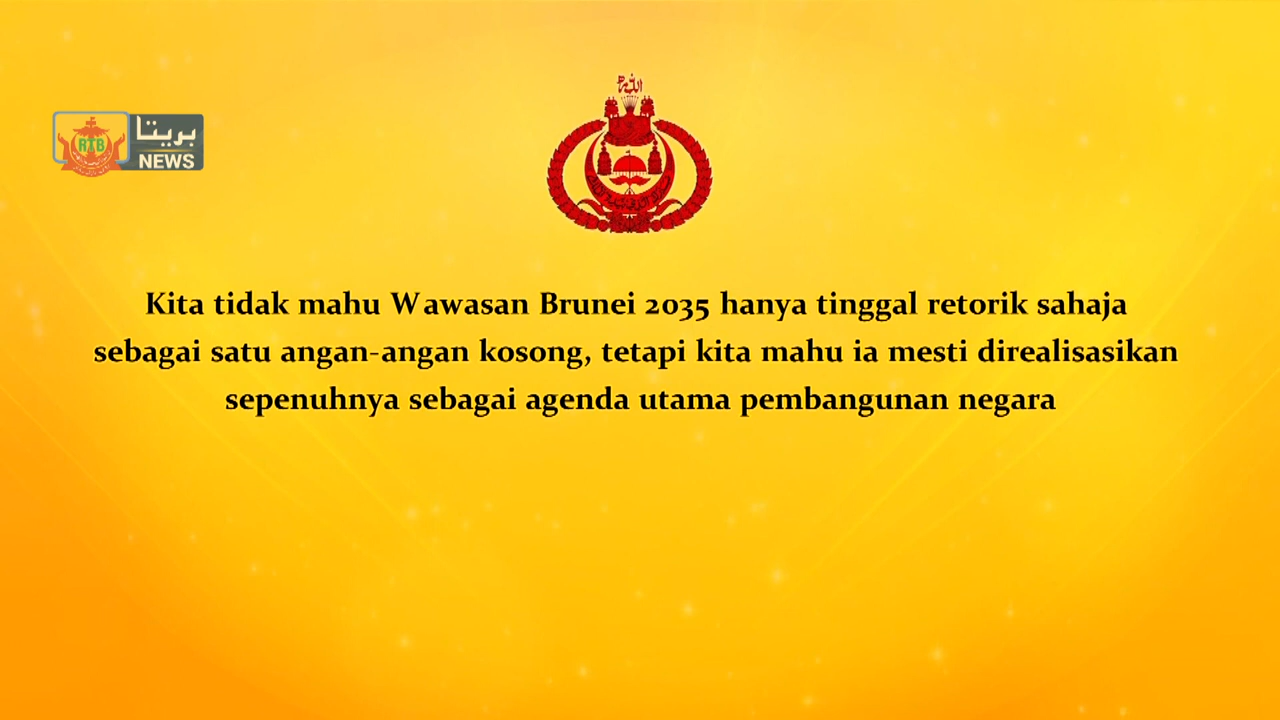 RTB
بريتا
NEWS
Kita tidak mahu Wawasan Brunei 2035 hanya tinggal retorik sahaja
sebagai satu angan-angan kosong, tetapi kita mahu ia mesti direalisasikan
sepenuhnya sebagai agenda utama pembangunan negara